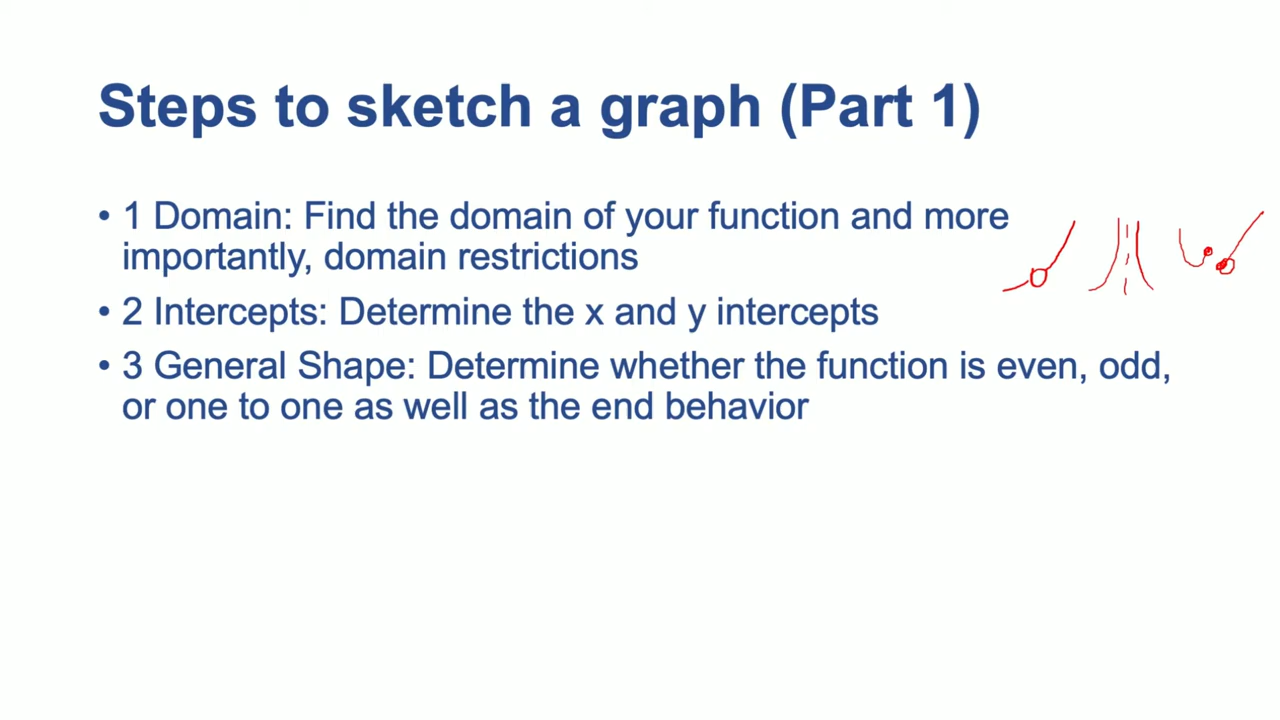 Steps to sketch a graph (Part 1)
• 1 Domain: Find the domain of your function and more
importantly, domain restrictions
• 2 Intercepts: Determine the x and y intercepts
• 3 General Shape: Determine whether the function is even, odd,
or one to one as well as the end behavior